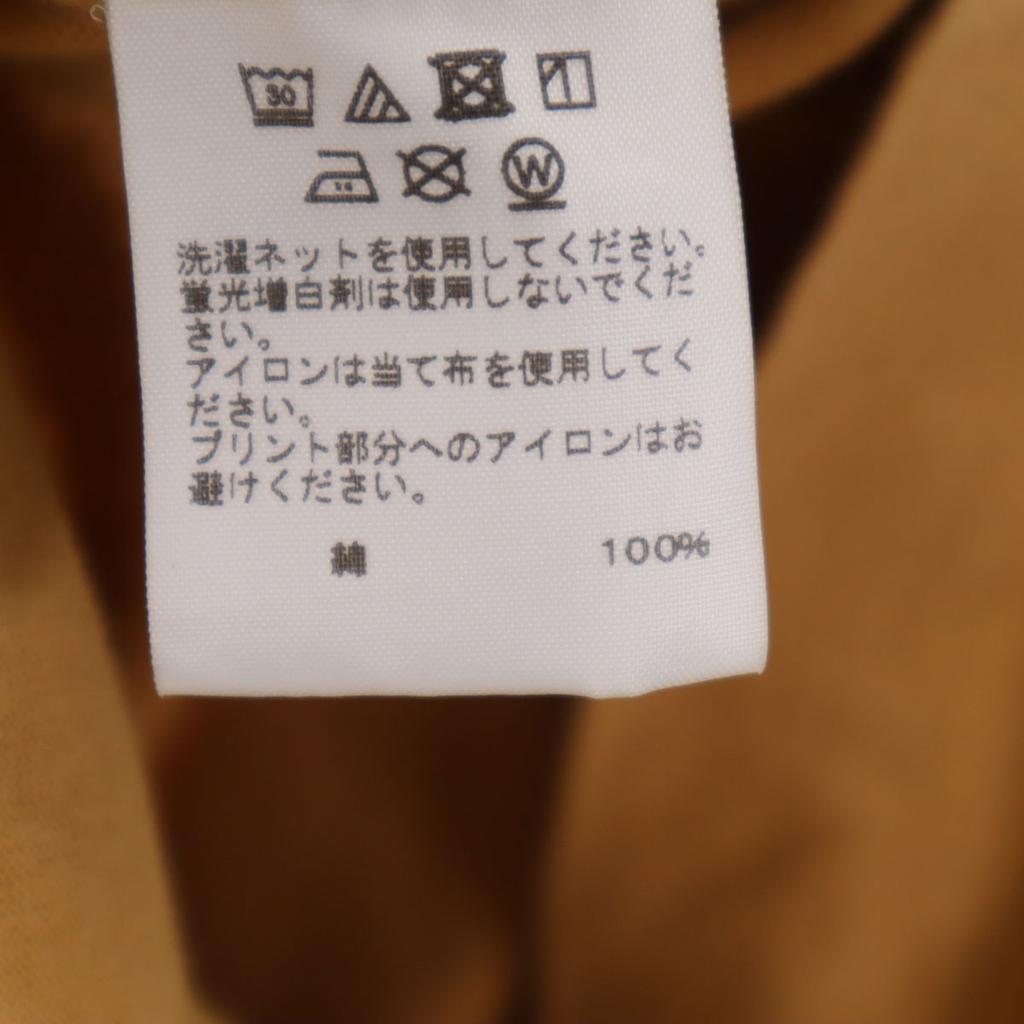 30
W
洗濯ネットを使用してください。
蛍光増白剤は使用しないでくだ
さい。
アイロンは当て布を使用してく
ださい。
プリント部分へのアイロンはお
避けください。
綿 100%